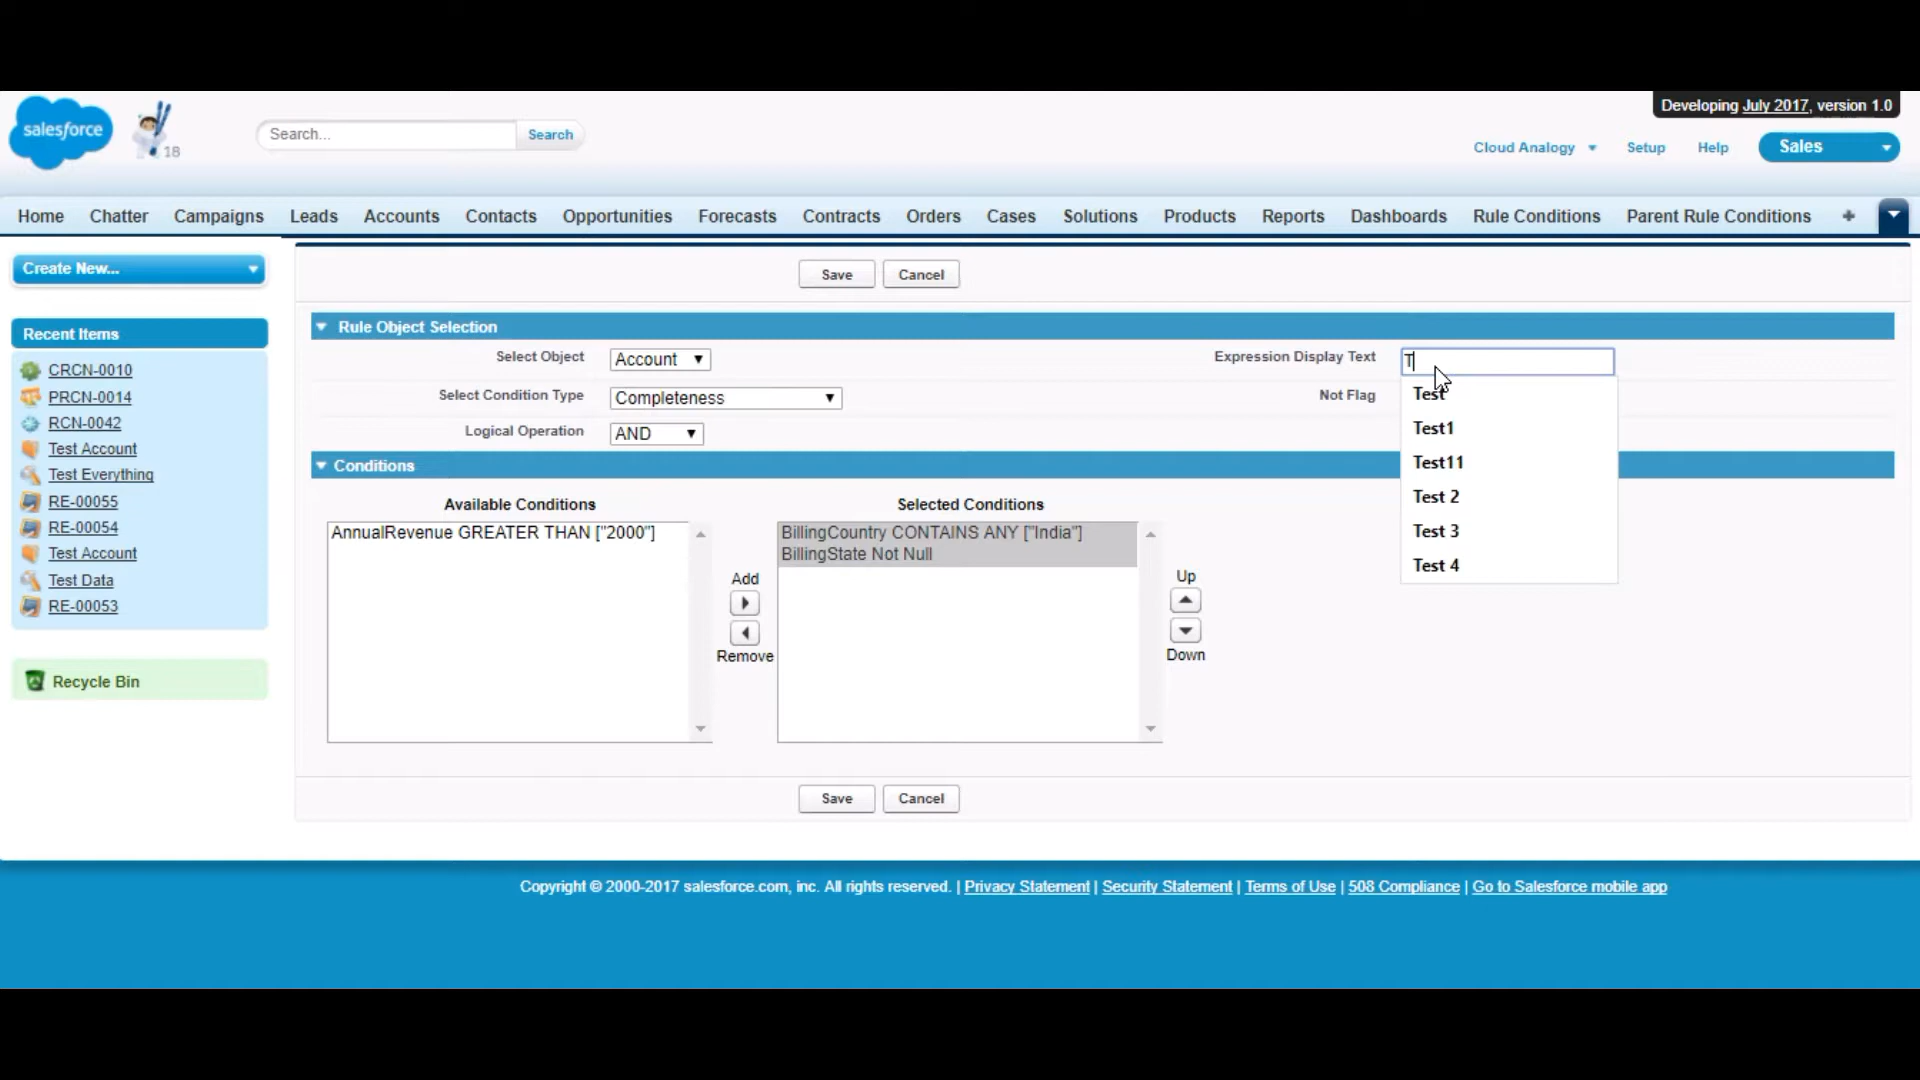 Developing July 2017, version 1.0
salesforce
18
Search...
Search
Cloud Analogy
Setup
Help
Sales
Home
Chatter
Campaigns
Leads
Accounts
Contacts
Opportunities
Forecasts
Contracts
Orders
Cases
Solutions
Products
Reports
Dashboards
Rule Conditions
Parent Rule Conditions
+
Create New...
Recent Items
CRCN-0010
PRCN-0014
RCN-0042
Test Account
Test Everything
RE-00055
RE-00054
Test Account
Test Data
RE-00053
Recycle Bin
Save
Cancel
Rule Object Selection
Select Object
Account
Expression Display Text
T
Select Condition Type
Completeness
Not Flag
Logical Operation
AND
Test
Test1
Test11
Test 2
Test 3
Test 4
Conditions
Available Conditions
AnnualRevenue GREATER THAN ["2000"]
Add
Remove
Selected Conditions
BillingCountry CONTAINS ANY ["India"]
BillingState Not Null
Up
Down
Save
Cancel
Copyright © 2000-2017 salesforce.com, inc. All rights reserved. | Privacy Statement | Security Statement | Terms of Use | 508 Compliance | Go to Salesforce mobile app